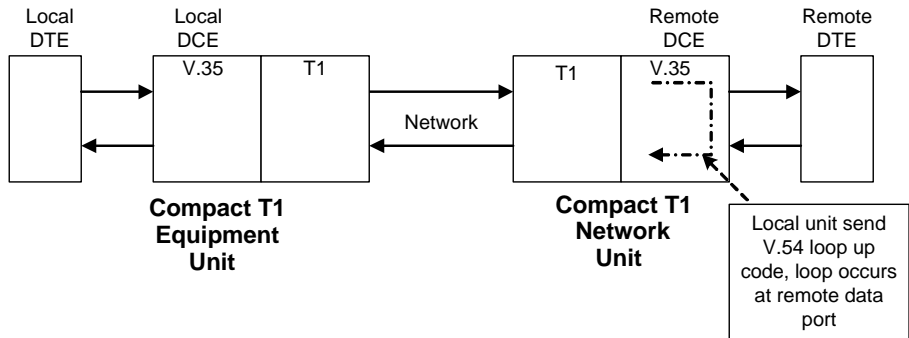 Local
DTE
Local
DCE
Remote
DCE
Remote
DTE
V.35
T1
T1
V.35
Network
Compact T1
Equipment
Unit
Compact T1
Network
Unit
Local unit send
V.54 loop up
code, loop occurs
at remote data
port